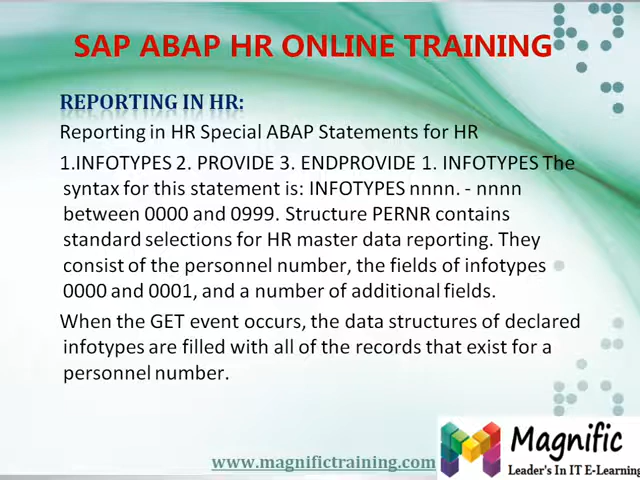 SAP ABAP HR ONLINE TRAINING
REPORTING IN HR:
Reporting in HR Special ABAP Statements for HR
1.INFOTYPES 2. PROVIDE 3. ENDPROVIDE 1. INFOTYPES The
syntax for this statement is: INFOTYPES nnnn. - nnnn
between 0000 and 0999. Structure PERNR contains
standard selections for HR master data reporting. They
consist of the personnel number, the fields of infotypes
0000 and 0001, and a number of additional fields.
When the GET event occurs, the data structures of declared
infotypes are filled with all of the records that exist for a
personnel number.
www.magnifictraining.com
Magnific
Leader's In IT E-Learning